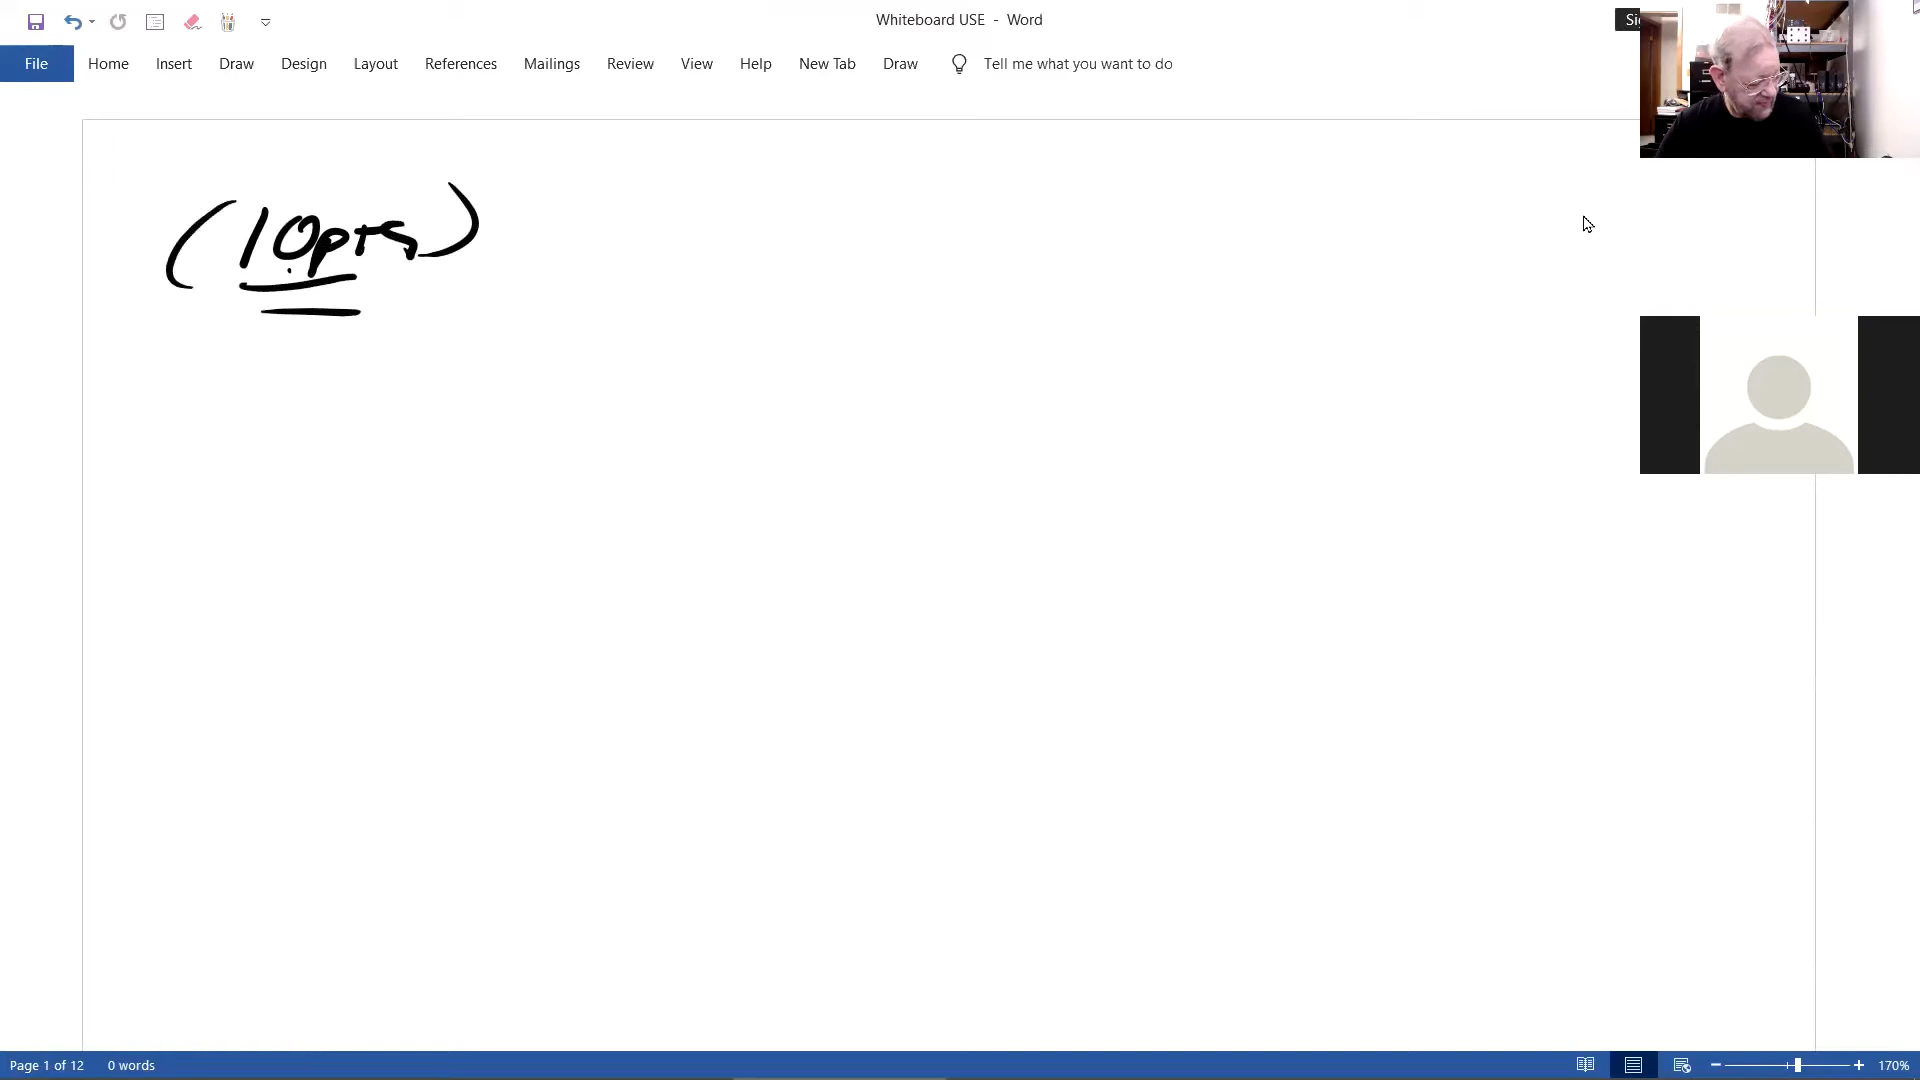 Whiteboard USE - Word
File Home Insert Draw Design Layout References Mailings Review View Help New Tab Draw Tell me what you want to do
(10pts)
Page 1 of 12 0 words 170%